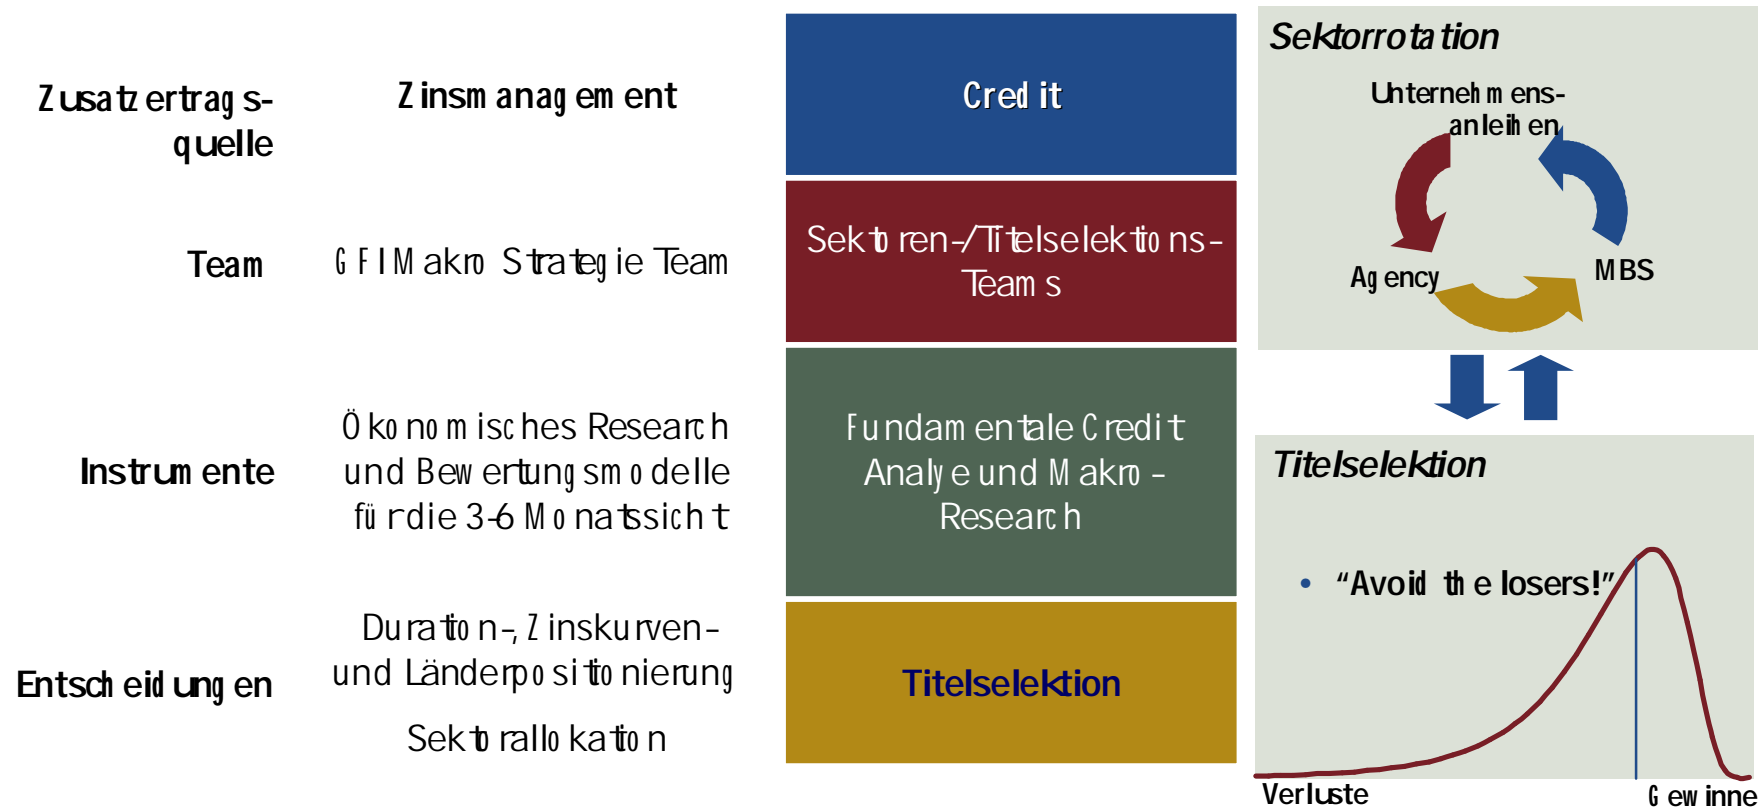 Zusatzertrags-
quelle
Zinsmanagement
Credit
Team
GFI Makro Strategie Team
Sektoren-/Titelselektions-
Teams
Instrumente
Ökonomisches Research
und Bewertungsmodelle
für die 3-6 Monatssicht
Fundamentale Credit
Analye und Makro-
Research
Entscheidungen
Duration-, Zinskurven-
und Länderpositionierung
Sektorallokation
Titelselektion
Sektorrotation
Unternehmens-
anleihen
Agency
MBS
Titelselektion
• “Avoid the losers!”
Verluste
Gewinne